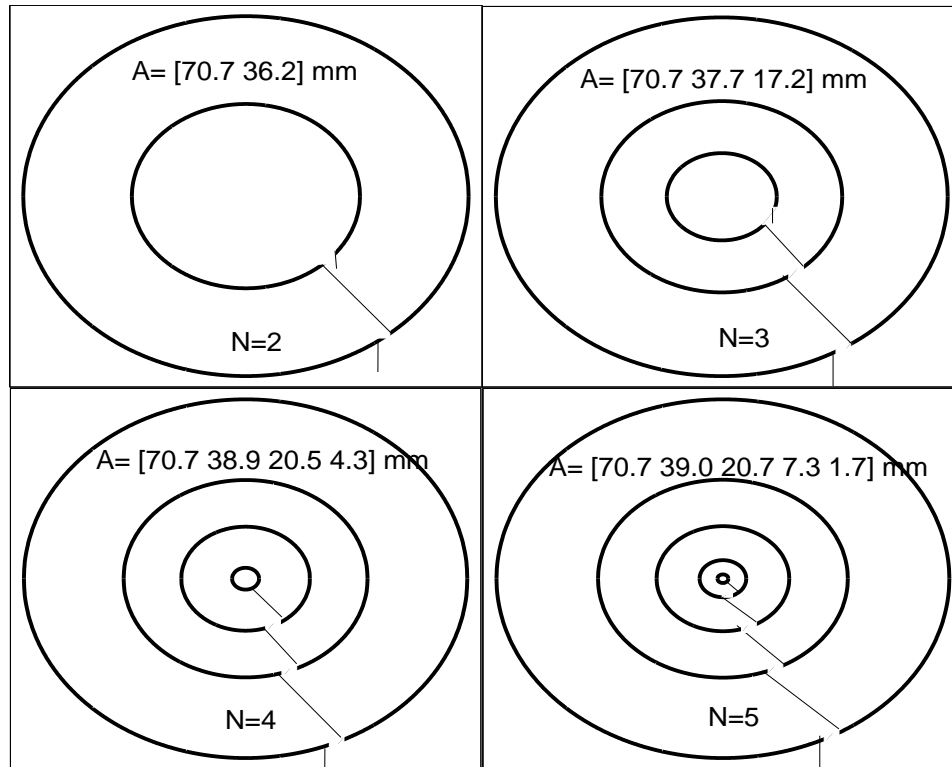 A= [70.7 36.2] mm
N=2
A= [70.7 37.7 17.2] mm
N=3
A= [70.7 38.9 20.5 4.3] mm
N=4
A= [70.7 39.0 20.7 7.3 1.7] mm
N=5